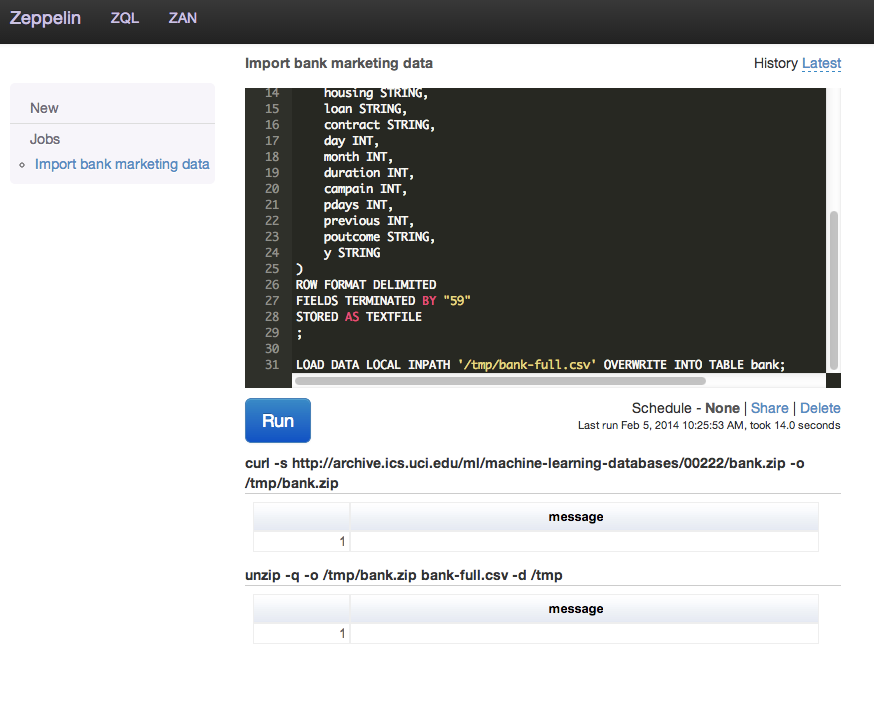 Zeppelin ZQL ZAN
Import bank marketing data
History Latest
New
Jobs
Import bank marketing data
14 housing STRING,
15 loan STRING,
16 contract STRING,
17 day INT,
18 month INT,
19 duration INT,
20 campain INT,
21 pdays INT,
22 previous INT,
23 poutcome STRING,
24 y STRING
25 )
26 ROW FORMAT DELIMITED
27 FIELDS TERMINATED BY "59"
28 STORED AS TEXTFILE
29 ;
30
31 LOAD DATA LOCAL INPATH '/tmp/bank-full.csv' OVERWRITE INTO TABLE bank;
Run
Schedule - None | Share | Delete
Last run Feb 5, 2014 10:25:53 AM, took 14.0 seconds
curl -s http://archive.ics.uci.edu/ml/machine-learning-databases/00222/bank.zip -o
/tmp/bank.zip
message
1
unzip -q -o /tmp/bank.zip bank-full.csv -d /tmp
message
1